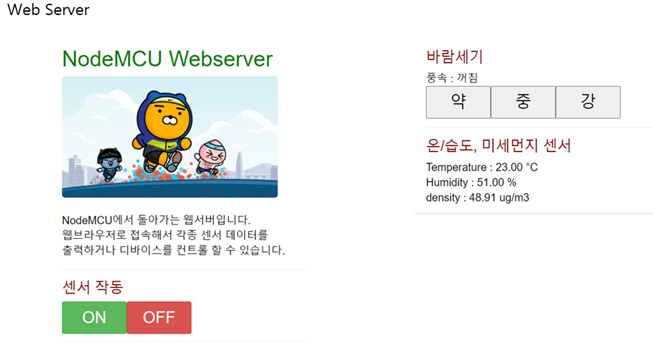 Web Server
NodeMCU Webserver
NodeMCU에서 돌아가는 웹서버입니다.
웹브라우저로 접속해서 각종 센서 데이터를
출력하거나 디바이스를 컨트롤 할 수 있습니다.
센서 작동
ON OFF
바람세기
풍속 : 꺼짐
약 중 강
온/습도, 미세먼지 센서
Temperature : 23.00 °C
Humidity : 51.00 %
density : 48.91 ug/m3